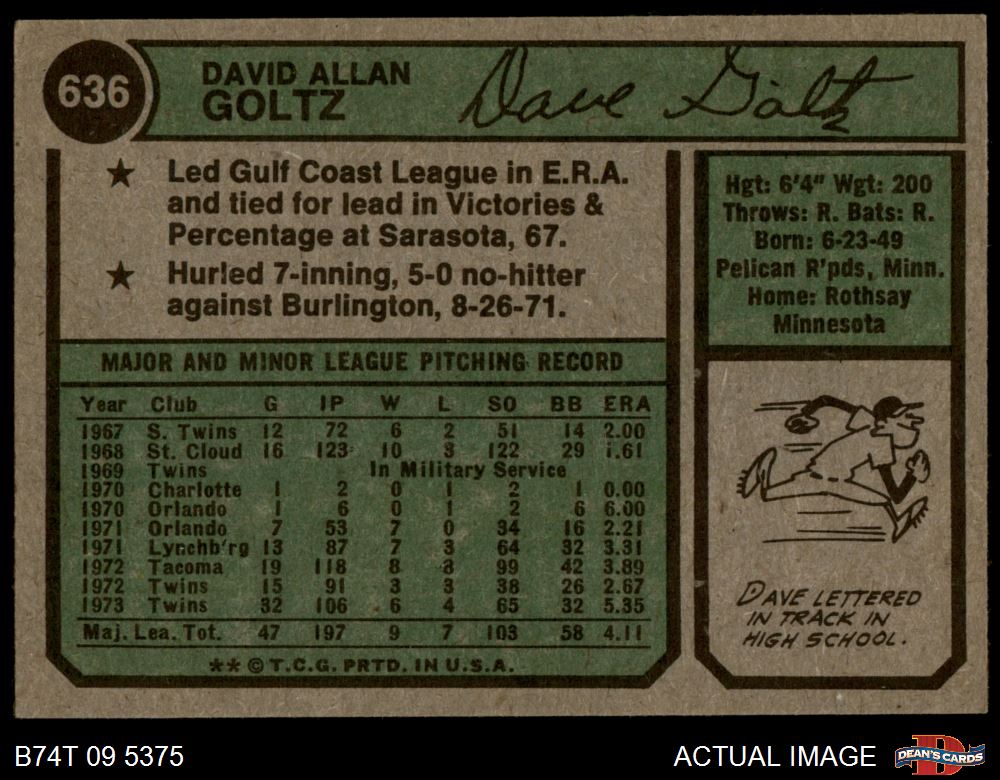 636
DAVID ALLAN
GOLTZ
Dave Goltz
★ Led Gulf Coast League in E.R.A.
and tied for lead in Victories &
Percentage at Sarasota, 67.
★ Hurled 7-inning, 5-0 no-hitter
against Burlington, 8-26-71.
Hgt: 6'4" Wgt: 200
Throws: R. Bats: R.
Born: 6-23-49
Pelican R'pds, Minn.
Home: Rothsay
Minnesota
MAJOR AND MINOR LEAGUE PITCHING RECORD
Year Club G IP W L SO BB ERA
1967 S. Twins 12 72 6 2 51 14 2.00
1968 St. Cloud 16 123 10 3 122 29 1.61
1969 Twins In Military Service
1970 Charlotte 1 2 0 1 2 1 0.00
1970 Orlando 1 6 0 1 2 6 6.00
1971 Orlando 7 53 7 0 34 16 2.21
1971 Lynchb'rg 13 87 7 3 64 32 3.31
1972 Tacoma 19 118 8 8 99 42 3.89
1972 Twins 15 91 3 3 38 26 2.67
1973 Twins 32 106 6 4 65 32 5.35
Maj. Lea. Tot. 47 197 9 7 103 58 4.11
** © T.C.G. PRTD. IN U.S.A.
DAVE LETTERED
IN TRACK IN
HIGH SCHOOL.
B74T 09 5375
ACTUAL IMAGE
D
DEAN'S CARDS